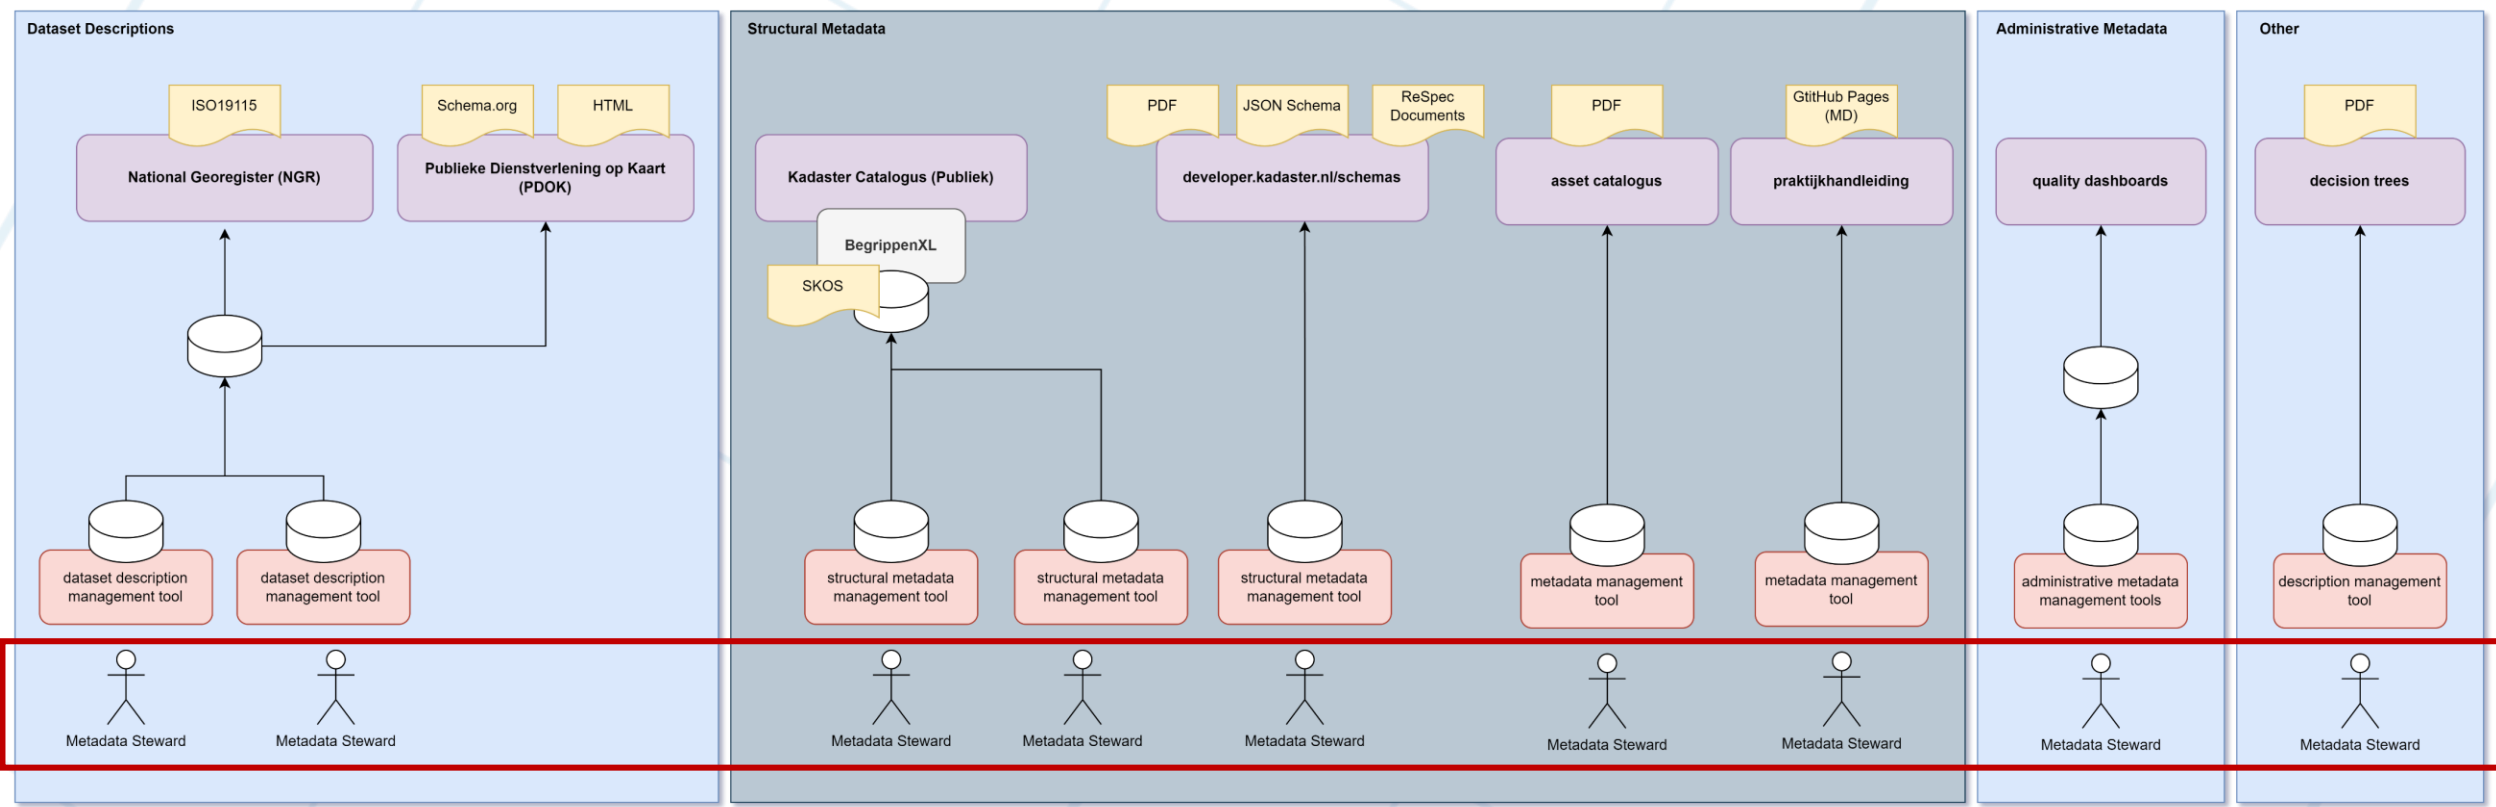 Dataset Descriptions
ISO19115
Schema.org
HTML
National Georegister (NGR)
Publieke Dienstverlening op Kaart
(PDOK)
dataset description
management tool
dataset description
management tool
Metadata Steward
Metadata Steward
Structural Metadata
PDF
JSON Schema
ReSpec
Documents
PDF
GtitHub Pages
(MD)
Kadaster Catalogus (Publiek)
developer.kadaster.nl/schemas
asset catalogus
praktijkhandleiding
BegrippenXL
SKOS
structural metadata
management tool
structural metadata
management tool
structural metadata
management tool
metadata management
tool
metadata management
tool
Metadata Steward
Metadata Steward
Metadata Steward
Metadata Steward
Metadata Steward
Administrative Metadata
quality dashboards
administrative metadata
management tools
Metadata Steward
Other
PDF
decision trees
description management
tool
Metadata Steward